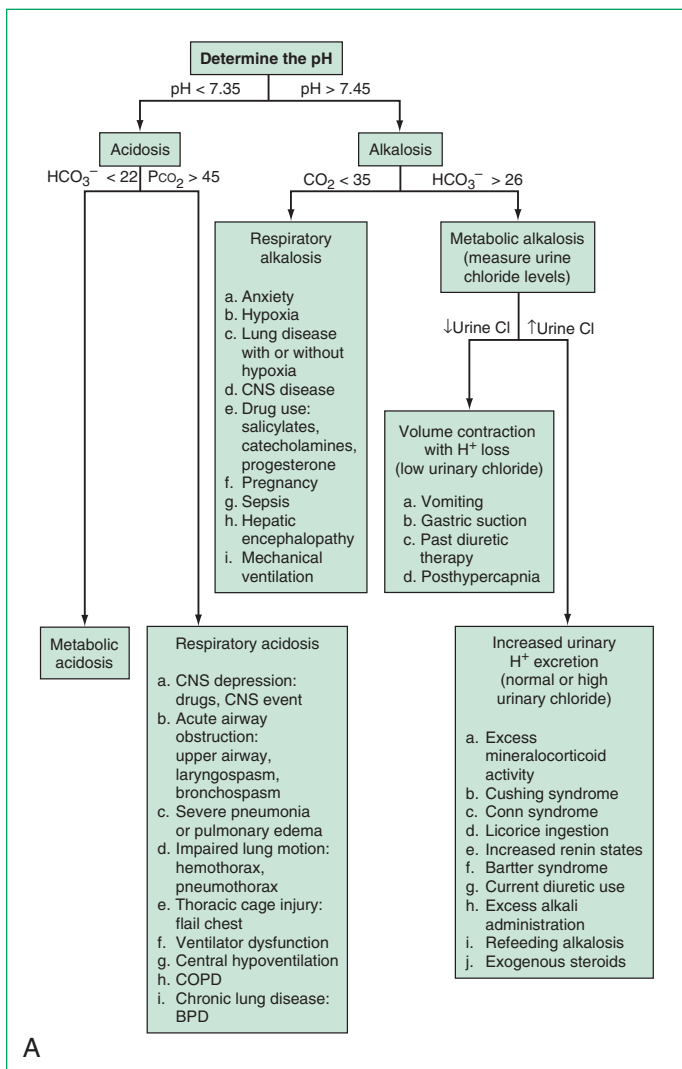 Determine the pH
pH < 7.35
pH > 7.45
Acidosis
Alkalosis
HCO₃⁻ < 22
PCO₂ > 45
CO₂ < 35
HCO₃⁻ > 26
Respiratory
alkalosis
a. Anxiety
b. Hypoxia
c. Lung disease
with or without
hypoxia
d. CNS disease
e. Drug use:
salicylates,
catecholamines,
progesterone
f. Pregnancy
g. Sepsis
h. Hepatic
encephalopathy
i. Mechanical
ventilation
Metabolic alkalosis
(measure urine
chloride levels)
↓Urine Cl
↑Urine Cl
Volume contraction
with H⁺ loss
(low urinary chloride)
a. Vomiting
b. Gastric suction
c. Past diuretic
therapy
d. Posthypercapnia
Metabolic
acidosis
Respiratory acidosis
a. CNS depression:
drugs, CNS event
b. Acute airway
obstruction:
upper airway,
laryngospasm,
bronchospasm
c. Severe pneumonia
or pulmonary edema
d. Impaired lung motion:
hemothorax,
pneumothorax
e. Thoracic cage injury:
flail chest
f. Ventilator dysfunction
g. Central hypoventilation
h. COPD
i. Chronic lung disease:
BPD
Increased urinary
H⁺ excretion
(normal or high
urinary chloride)
a. Excess
mineralocorticoid
activity
b. Cushing syndrome
c. Conn syndrome
d. Licorice ingestion
e. Increased renin states
f. Bartter syndrome
g. Current diuretic use
h. Excess alkali
administration
i. Refeeding alkalosis
j. Exogenous steroids
A